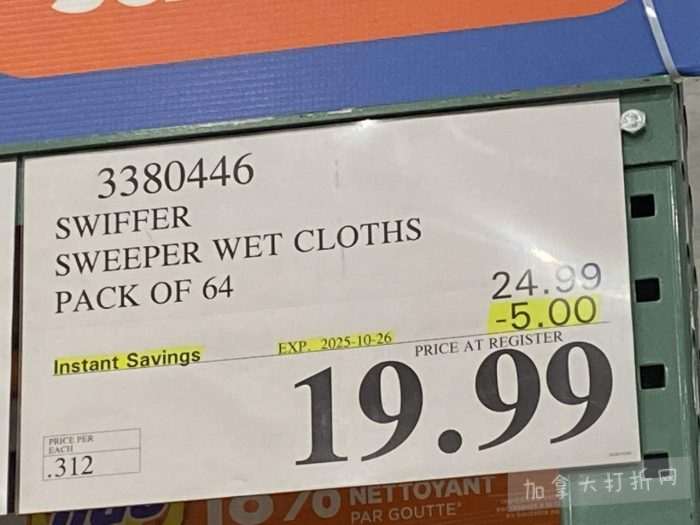 3380446
SWIFFER
SWEEPER WET CLOTHS
PACK OF 64
24.99
-5.00
Instant Savings
EXP. 2025-10-26
PRICE AT REGISTER
19.99
PRICE PER
EACH
.312
% NETTOYANT
PAR GOUTTE
加拿大打折网